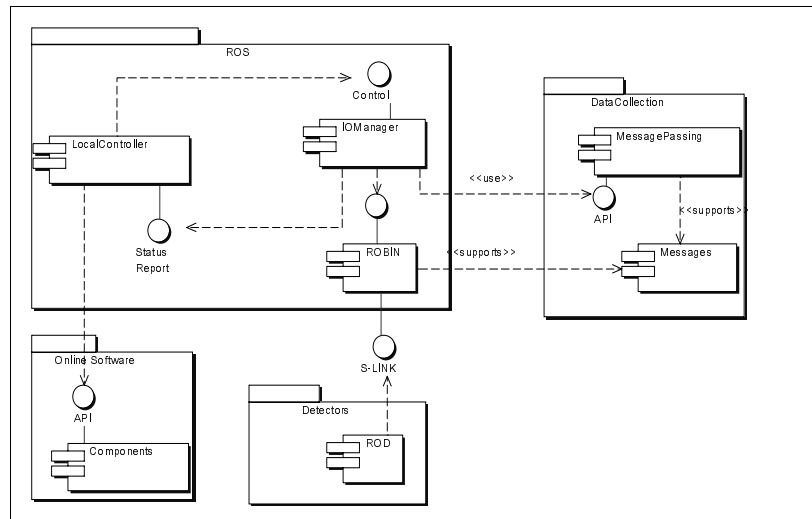 ROS
Control
DataCollection
IOManager
LocalController
MessagePassing
<<use>>
API
<<supports>>
Status
Report
ROBIN
<<supports>>
Messages
Online Software
S-LINK
API
Detectors
Components
ROD